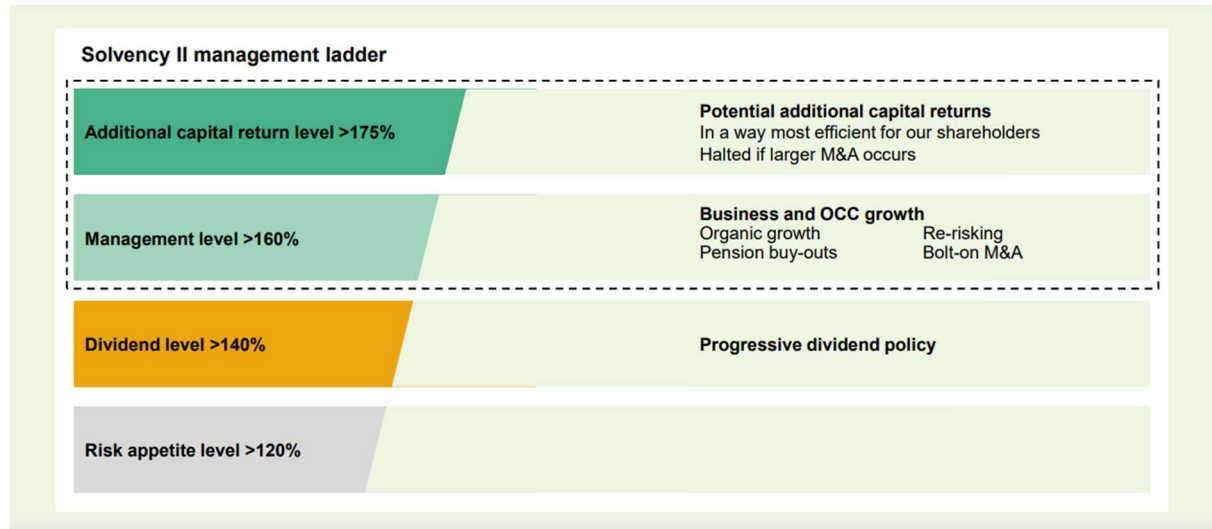 Solvency II management ladder
Additional capital return level >175%
Potential additional capital returns
In a way most efficient for our shareholders
Halted if larger M&A occurs
Management level >160%
Business and OCC growth
Organic growth Re-risking
Pension buy-outs Bolt-on M&A
Dividend level >140%
Progressive dividend policy
Risk appetite level >120%